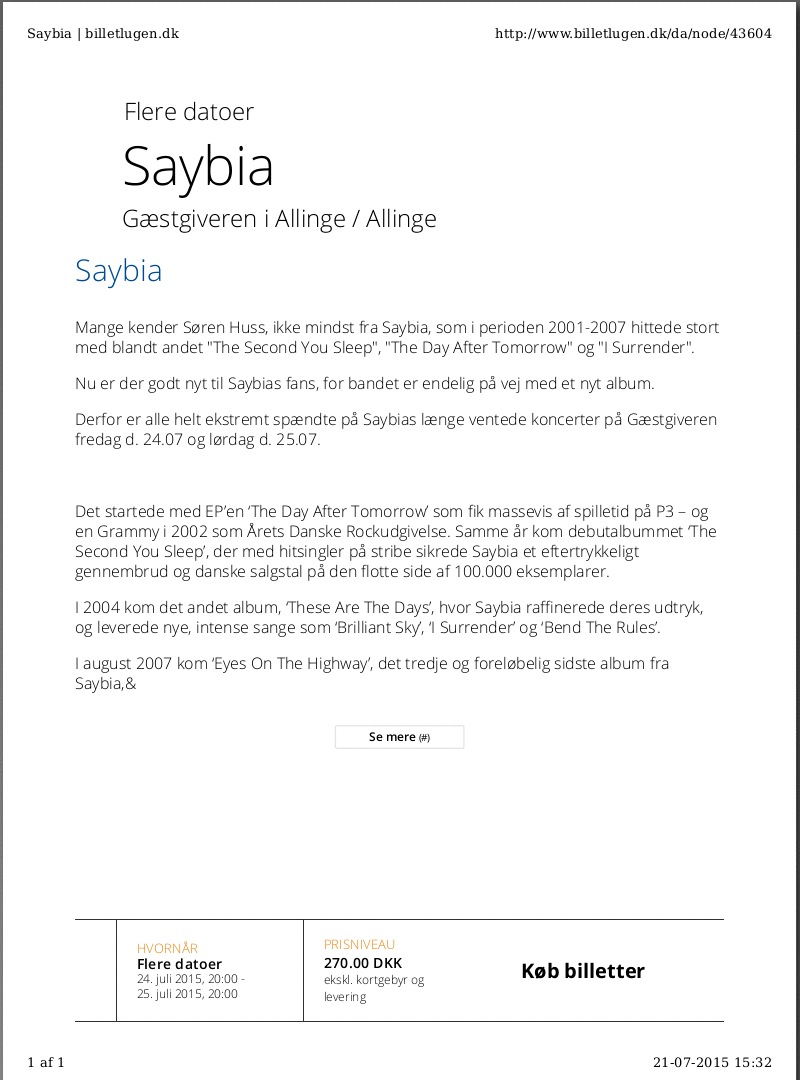 Saybia | billetlugen.dk
http://www.billetlugen.dk/da/node/43604
Flere datoer
Saybia
Gæstgiveren i Allinge / Allinge
Saybia
Mange kender Søren Huss, ikke mindst fra Saybia, som i perioden 2001-2007 hittede stort
med blandt andet "The Second You Sleep", "The Day After Tomorrow" og "I Surrender".
Nu er der godt nyt til Saybias fans, for bandet er endelig på vej med et nyt album.
Derfor er alle helt ekstremt spændte på Saybias længe ventede koncerter på Gæstgiveren
fredag d. 24.07 og lørdag d. 25.07.
Det startede med EP’en ‘The Day After Tomorrow’ som fik massevis af spilletid på P3 – og
en Grammy i 2002 som Årets Danske Rockudgivelse. Samme år kom debutalbummet ‘The
Second You Sleep’, der med hitsingler på stribe sikrede Saybia et eftertrykkeligt
gennembrud og danske salgstal på den flotte side af 100.000 eksemplarer.
I 2004 kom det andet album, ‘These Are The Days’, hvor Saybia raffinerede deres udtryk,
og leverede nye, intense sange som ‘Brilliant Sky’, ‘I Surrender’ og ‘Bend The Rules’.
I august 2007 kom ‘Eyes On The Highway’, det tredje og foreløbelig sidste album fra
Saybia,&
Se mere (#)
HVORNÅR
Flere datoer
24. juli 2015, 20:00 -
25. juli 2015, 20:00
PRISNIVEAU
270.00 DKK
ekskl. kortgebyr og
levering
Køb billetter
1 af 1
21-07-2015 15:32